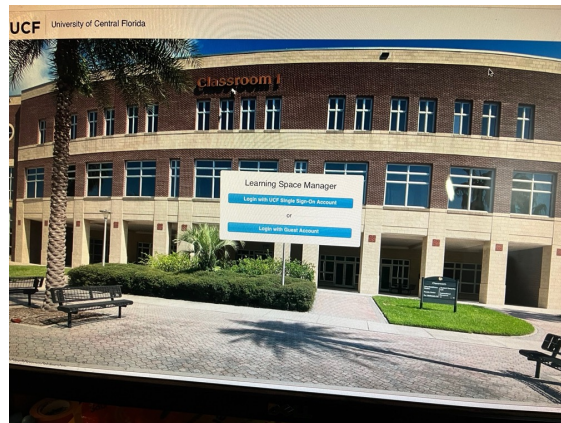 UCF University of Central Florida
Classroom I
Learning Space Manager
Login with UCF Single Sign-On Account
or
Login with Guest Account